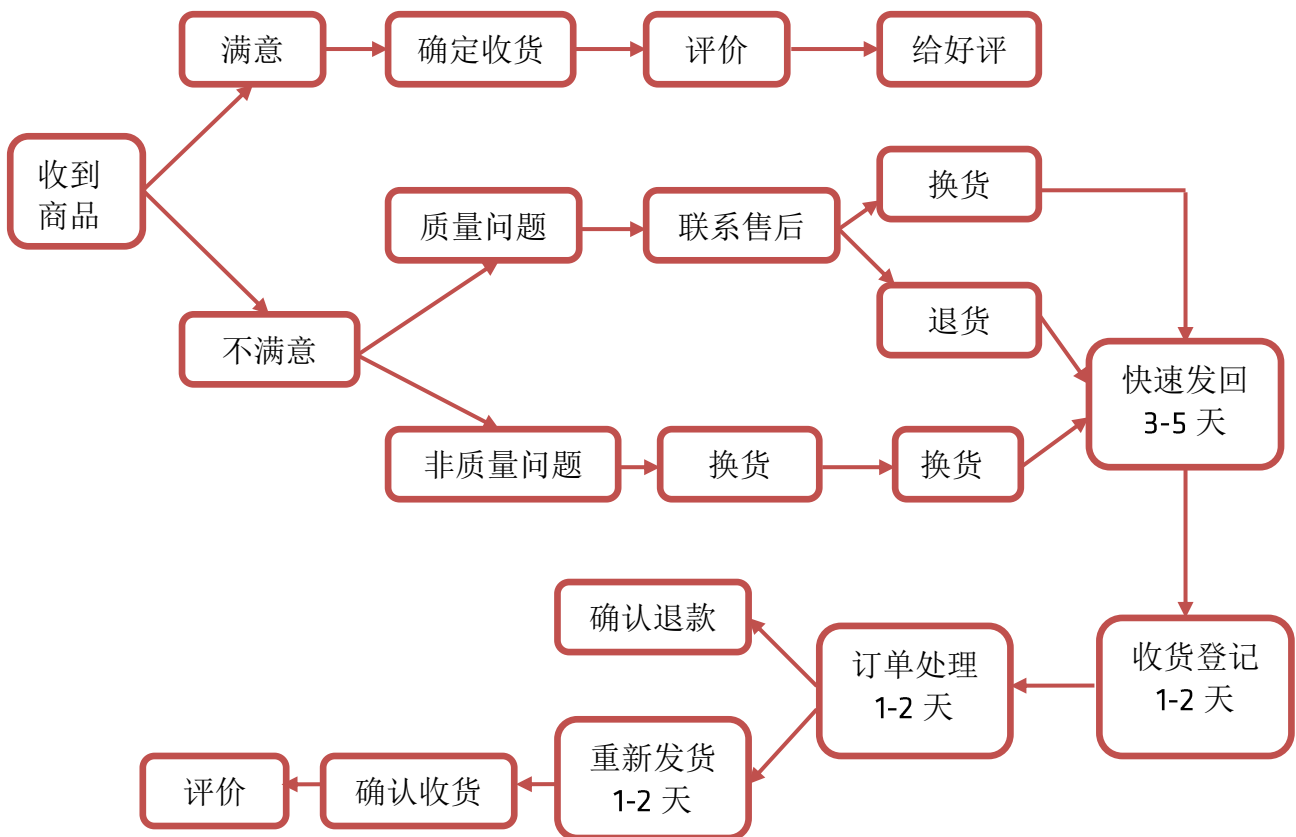 满意
确定收货
评价
给好评
收到
商品
换货
质量问题
联系售后
退货
不满意
快速发回
3-5 天
非质量问题
换货
换货
确认退款
订单处理
1-2 天
收货登记
1-2 天
重新发货
1-2 天
评价
确认收货